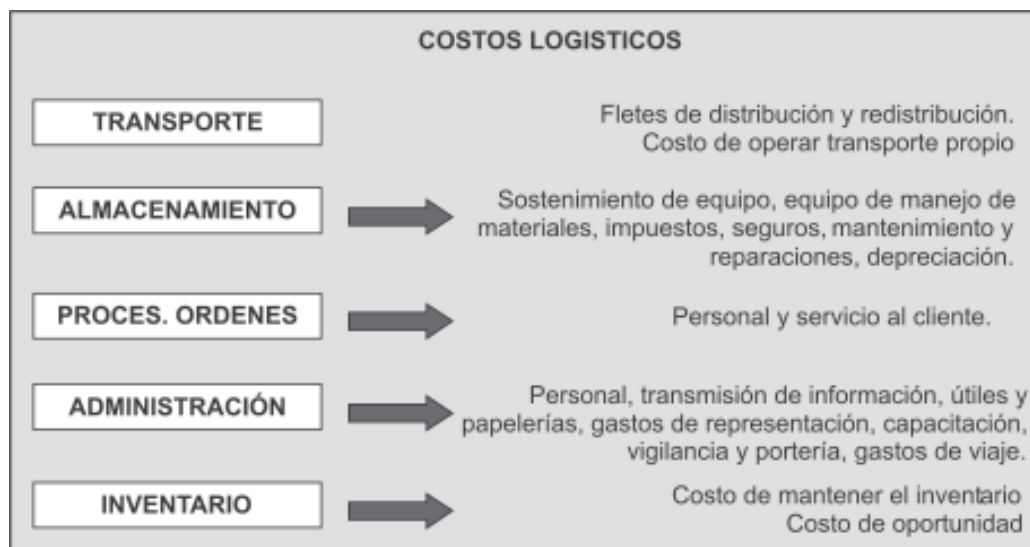 COSTOS LOGISTICOS
TRANSPORTE
Fletes de distribución y redistribución.
Costo de operar transporte propio
ALMACENAMIENTO
Sostenimiento de equipo, equipo de manejo de
materiales, impuestos, seguros, mantenimiento y
reparaciones, depreciación.
PROCES. ORDENES
Personal y servicio al cliente.
ADMINISTRACIÓN
Personal, transmisión de información, útiles y
papelerías, gastos de representación, capacitación,
vigilancia y portería, gastos de viaje.
INVENTARIO
Costo de mantener el inventario
Costo de oportunidad